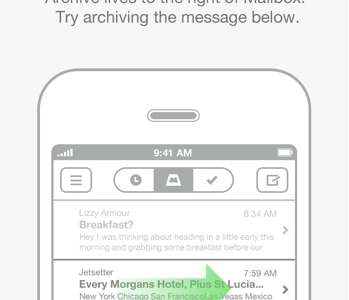 Archive lives to the right of Mailbox.
Try archiving the message below.
9:41 AM
Lizzy Armour 8:34 AM
Breakfast?
Hey I was thinking about heading in a little early this
morning and grabbing some breakfast before our
Jetsetter 7:59 AM
Every Morgans Hotel, Plus St Lucia...
New York Chicago San FranciscoLas Vegas Mexico